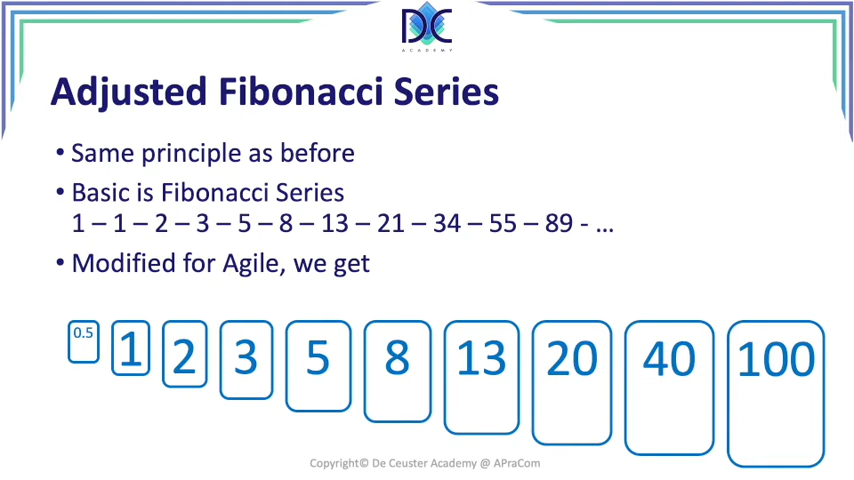 DC
ACADEMY
Adjusted Fibonacci Series
• Same principle as before
• Basic is Fibonacci Series
1 – 1 – 2 – 3 – 5 – 8 – 13 – 21 – 34 – 55 – 89 - ...
• Modified for Agile, we get
0.5 1 2 3 5 8 13 20 40 100
Copyright© De Ceuster Academy @ APraCom